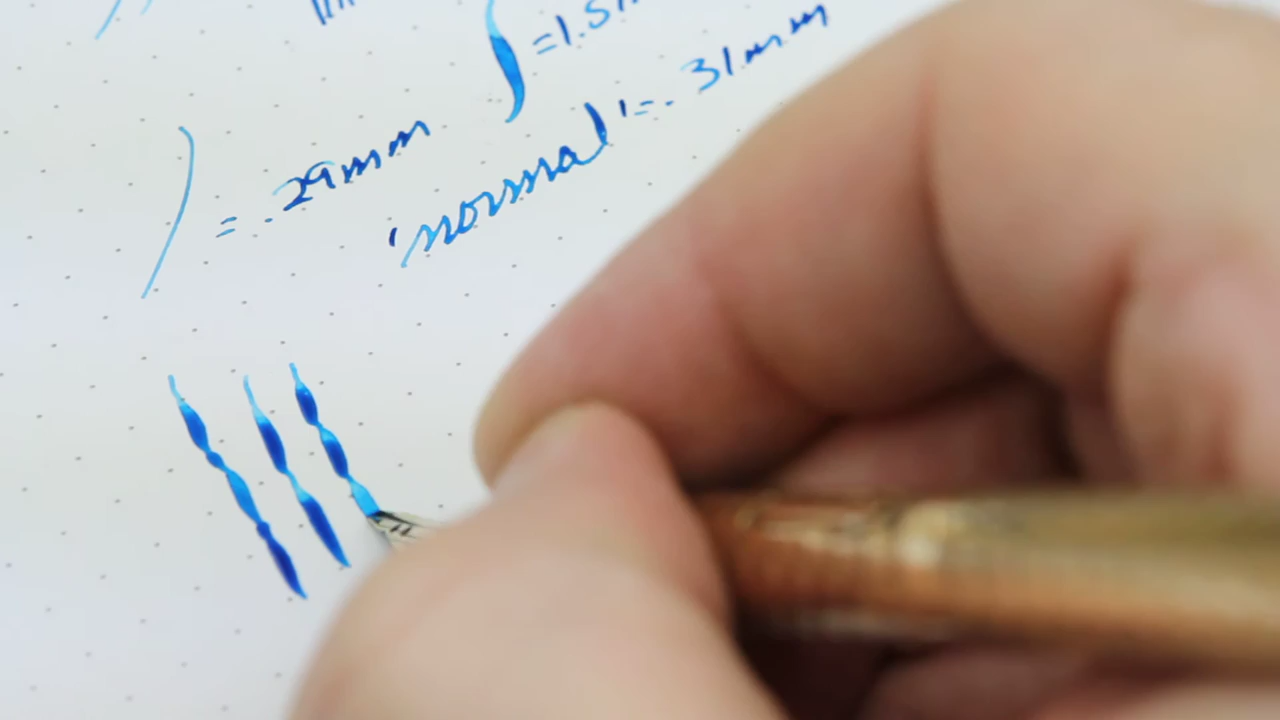 =1.5
= .29mm
'normal' = .31mm